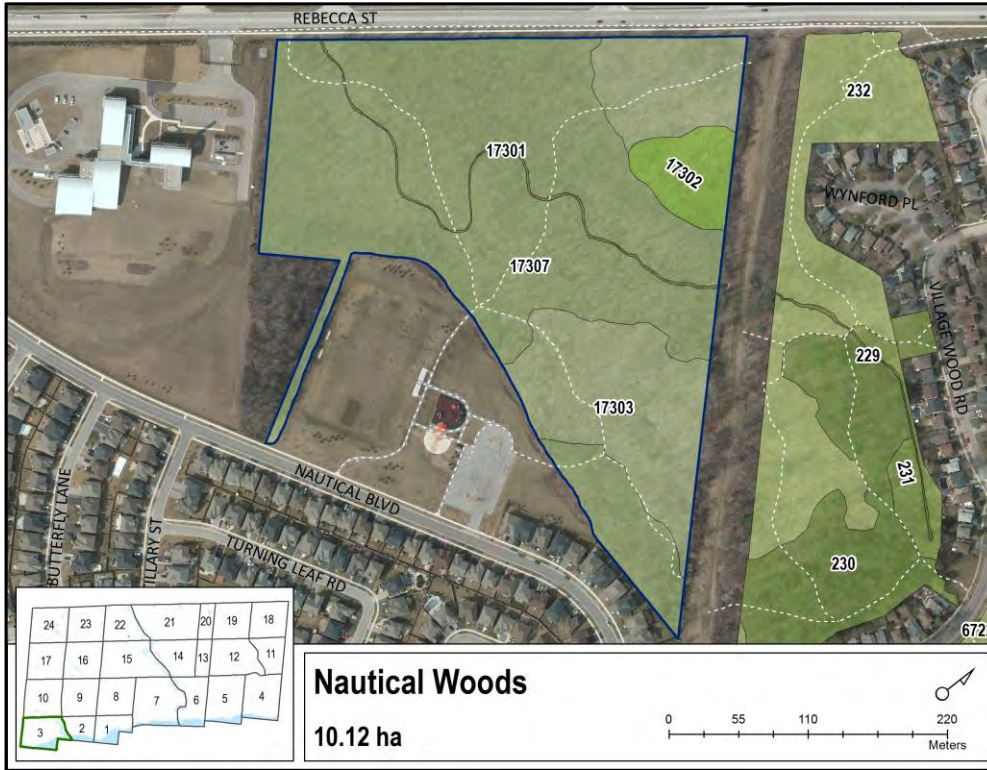 REBECCA ST
232
17301
17302
WYNFORD PL
17307
VILLAGE WOOD RD
229
17303
231
NAUTICAL BLVD
BUTTERFLY LANE
TILLARY ST
TURNING LEAF RD
230
672
24 23 22 21 20 19 18
17 16 15 14 13 12 11
10 9 8 7 6 5 4
3 2 1
Nautical Woods
10.12 ha
0 55 110 220
Meters